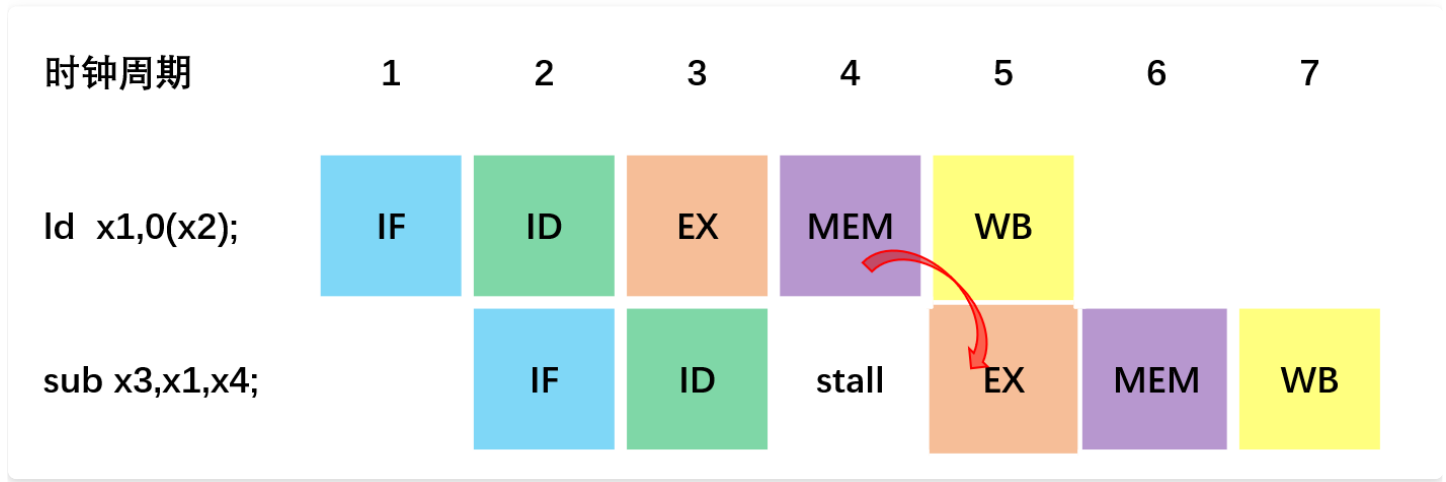 时钟周期 1 2 3 4 5 6 7
ld x1,0(x2); IF ID EX MEM WB
sub x3,x1,x4; IF ID stall EX MEM WB